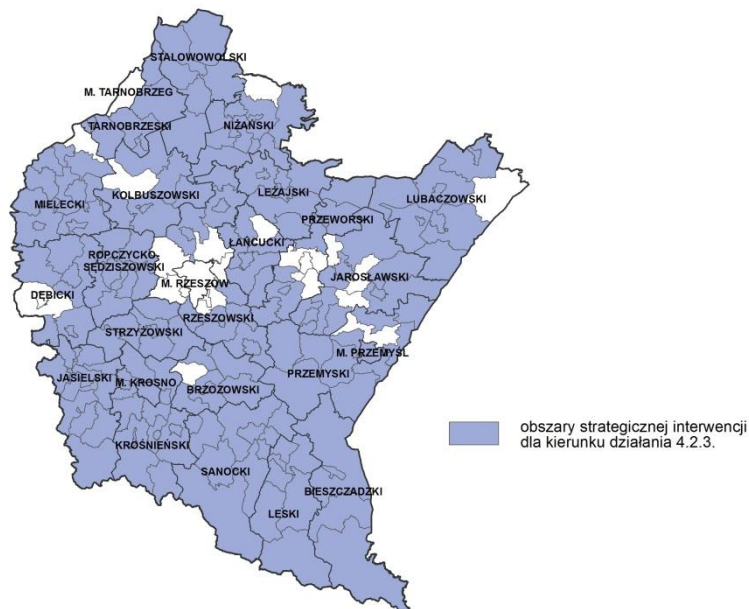 STALOWOWOLSKI
M. TARNOBRZEG
TARNOBRZESKI
NIŻAŃSKI
MIELECKI
KOLBUSZOWSKI
LEŻAJSKI
LUBACZOWSKI
PRZEWORSKI
ROPCZYCKO-
SĘDZISZOWSKI
ŁAŃCUCKI
M. RZESZÓW
JAROSŁAWSKI
DĘBICKI
RZESZOWSKI
STRZYŻOWSKI
M. PRZEMYŚL
JASIELSKI
M. KROSNO
BRZOZOWSKI
PRZEMYSKI
KROŚNIEŃSKI
SANOCKI
BIESZCZADZKI
LESKI
obszary strategicznej interwencji
dla kierunku działania 4.2.3.